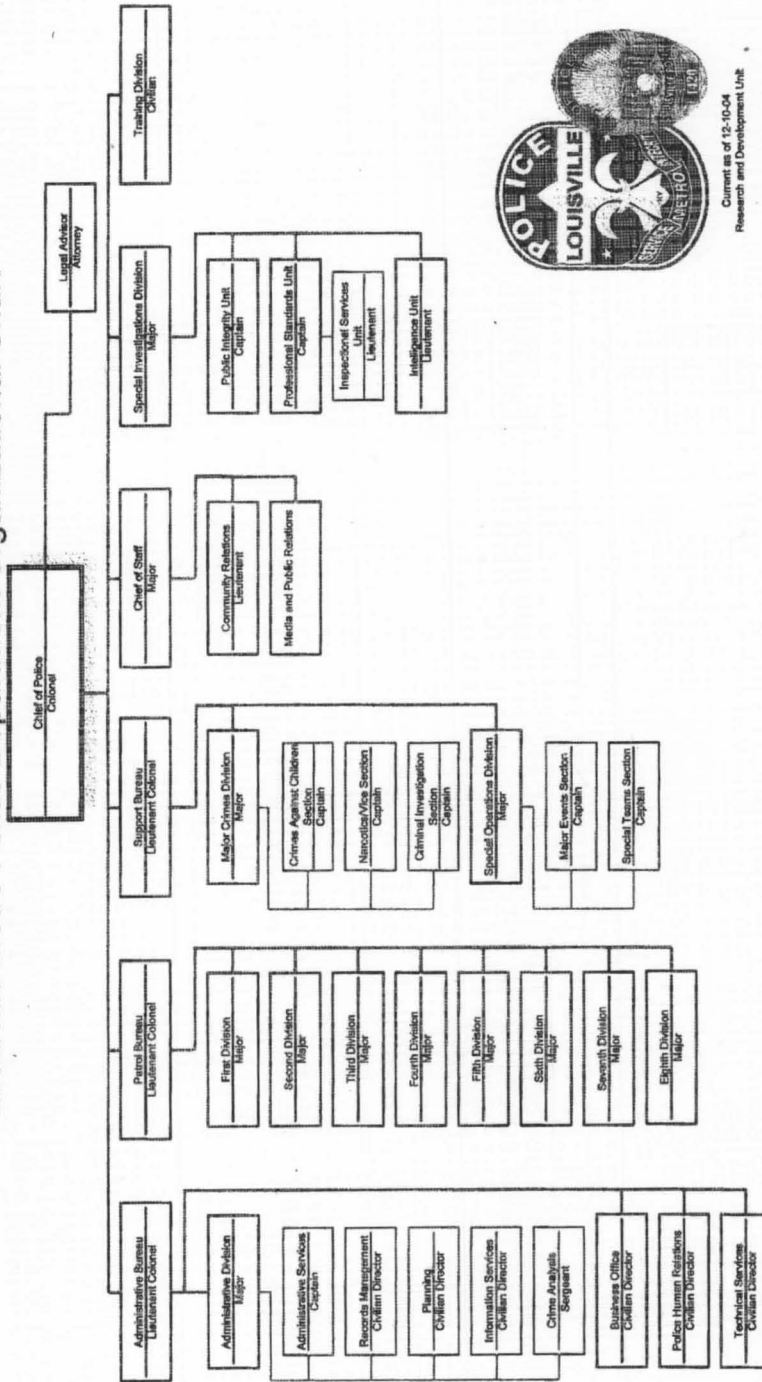 Chief of Police
Colonel
Legal Advisor
Attorney
Administrative Bureau
Lieutenant Colonel
Administrative Division
Major
Administrative Services
Captain
Records Management
Civilian Director
Planning
Civilian Director
Information Services
Civilian Director
Crime Analysis
Sergeant
Business Office
Civilian Director
Police Human Relations
Civilian Director
Technical Services
Civilian Director
Patrol Bureau
Lieutenant Colonel
First Division
Major
Second Division
Major
Third Division
Major
Fourth Division
Major
Fifth Division
Major
Sixth Division
Major
Seventh Division
Major
Eighth Division
Major
Support Bureau
Lieutenant Colonel
Major Crimes Division
Major
Crimes Against Children
Section
Captain
Narcotics/Vice Section
Captain
Criminal Investigation
Section
Captain
Special Operations Division
Major
Major Events Section
Captain
Special Teams Section
Captain
Chief of Staff
Major
Community Relations
Lieutenant
Media and Public Relations
Special Investigations Division
Major
Public Integrity Unit
Captain
Professional Standards Unit
Captain
Inspectional Services
Unit
Lieutenant
Intelligence Unit
Lieutenant
Training Division
Civilian
POLICE
LOUISVILLE
METRO
Current as of 12-10-04
Research and Development Unit